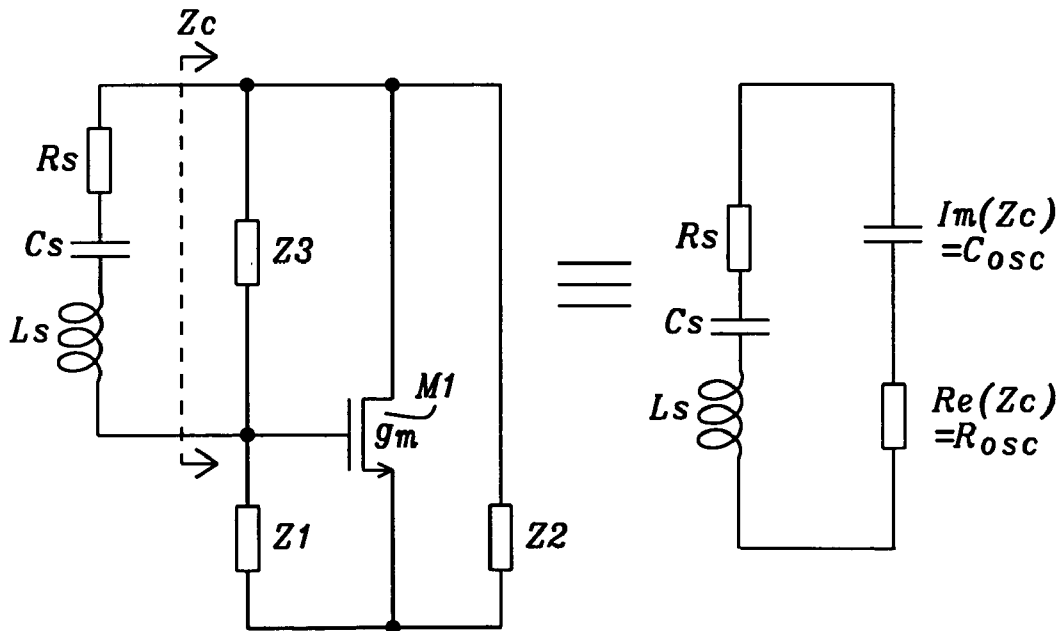 Zc
Rs
Cs
Ls
Z3
M1
gm
Z1
Z2
Rs
Cs
Ls
Im(Zc)
=Cosc
Re(Zc)
=Rosc